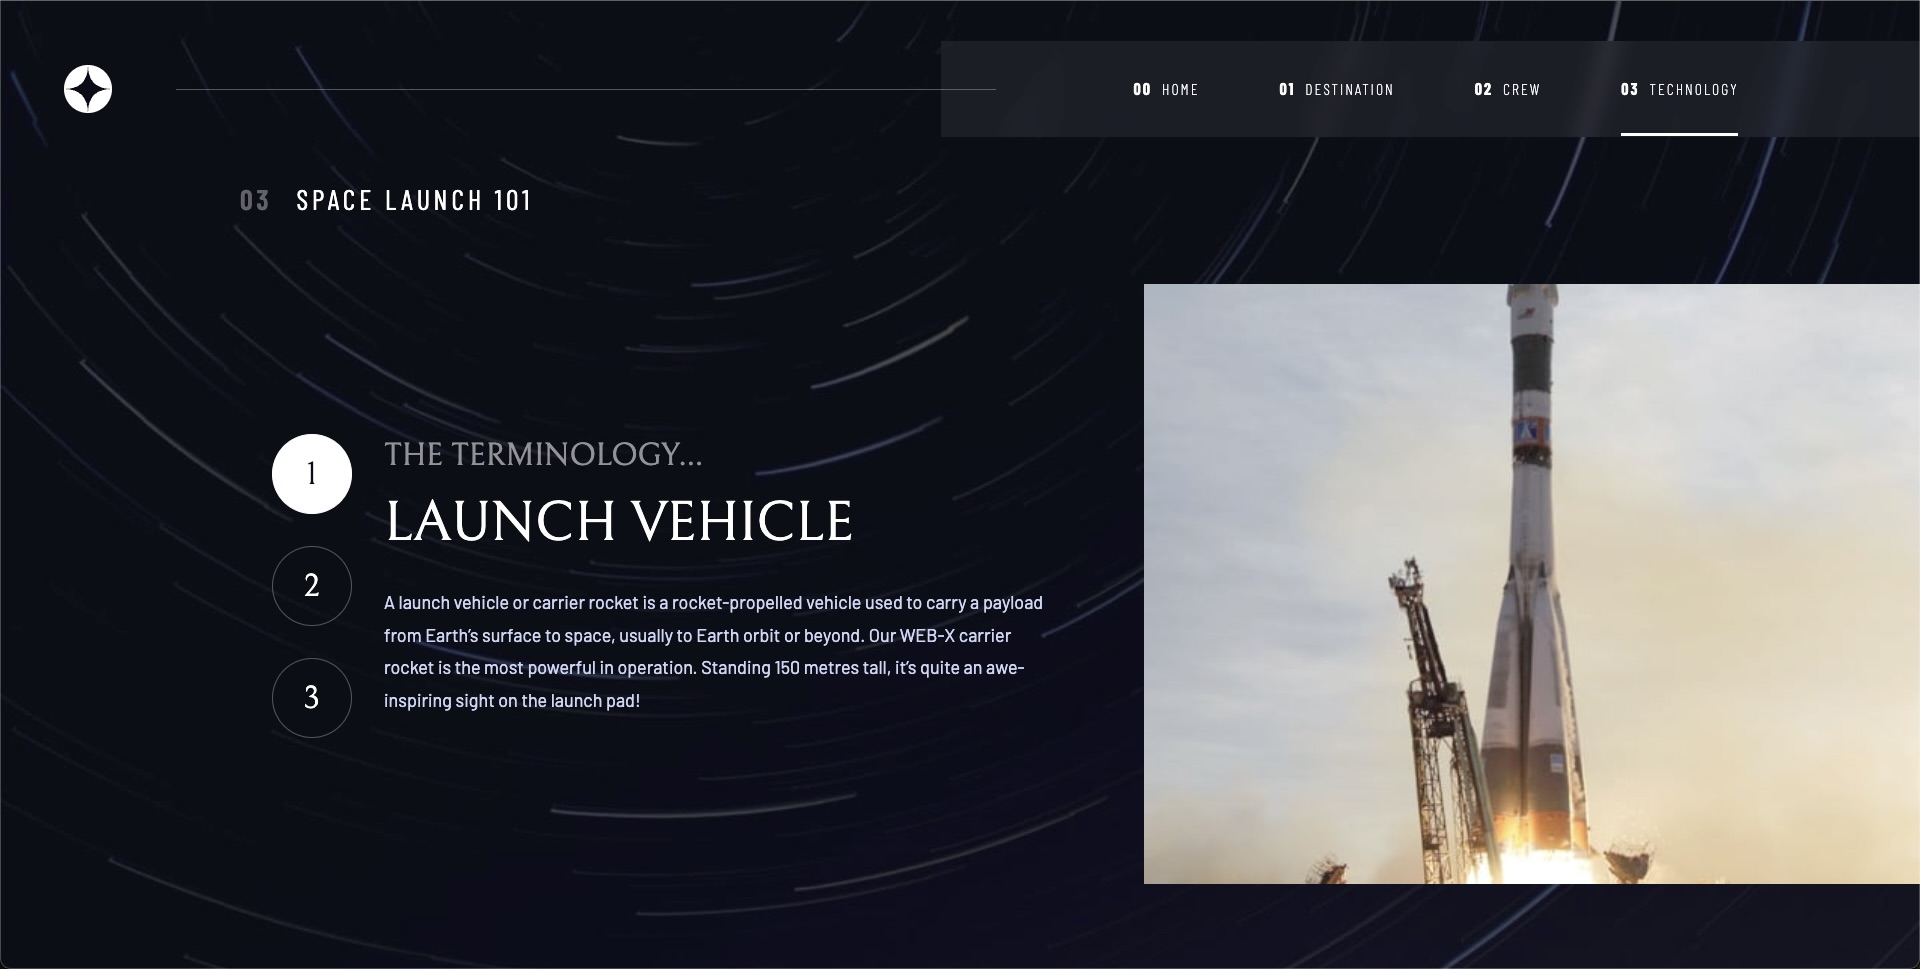 00 HOME
01 DESTINATION
02 CREW
03 TECHNOLOGY
03 SPACE LAUNCH 101
1
THE TERMINOLOGY...
LAUNCH VEHICLE
2
A launch vehicle or carrier rocket is a rocket-propelled vehicle used to carry a payload
from Earth’s surface to space, usually to Earth orbit or beyond. Our WEB-X carrier
rocket is the most powerful in operation. Standing 150 metres tall, it’s quite an awe-
inspiring sight on the launch pad!
3